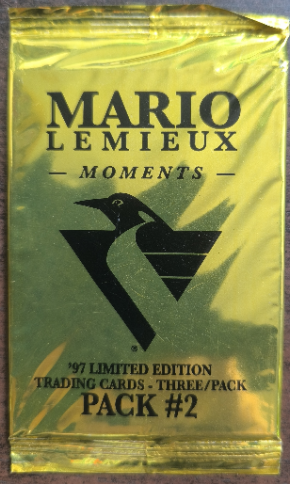 MARIO
LEMIEUX
— MOMENTS —
®
'97 LIMITED EDITION
TRADING CARDS - THREE/PACK
PACK #2